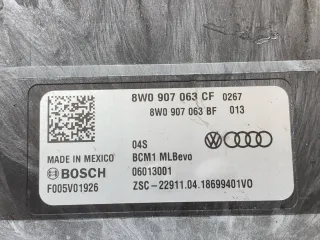 8W0 907 063 CF 0267
8W0 907 063 BF 013
04S
MADE IN MEXICO BCM1 MLBevo
BOSCH 06013001
F005V01926 ZSC-22911.04.18699401VO